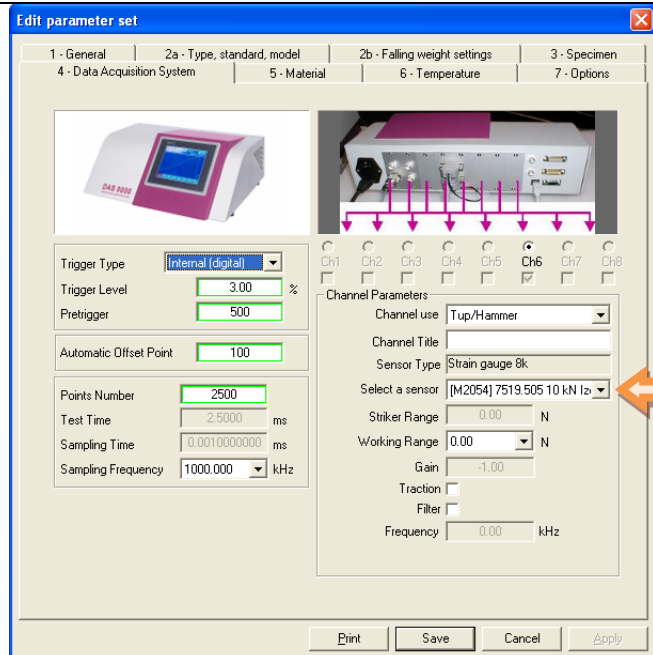 Edit parameter set
1 - General
2a - Type, standard, model
2b - Falling weight settings
3 - Specimen
4 - Data Acquisition System
5 - Material
6 - Temperature
7 - Options
DAS 8000
Trigger Type Internal (digital)
Trigger Level 3.00 %
Pretrigger 500
Automatic Offset Point 100
Points Number 2500
Test Time 2.5000 ms
Sampling Time 0.0010000000 ms
Sampling Frequency 1000.000 kHz
Ch1 Ch2 Ch3 Ch4 Ch5 Ch6 Ch7 Ch8
Channel Parameters
Channel use Tup/Hammer
Channel Title
Sensor Type Strain gauge 8k
Select a sensor [M2054] 7519.505 10 kN Iz
Striker Range 0.00 N
Working Range 0.00 N
Gain -1.00
Traction
Filter
Frequency 0.00 kHz
Print Save Cancel Apply